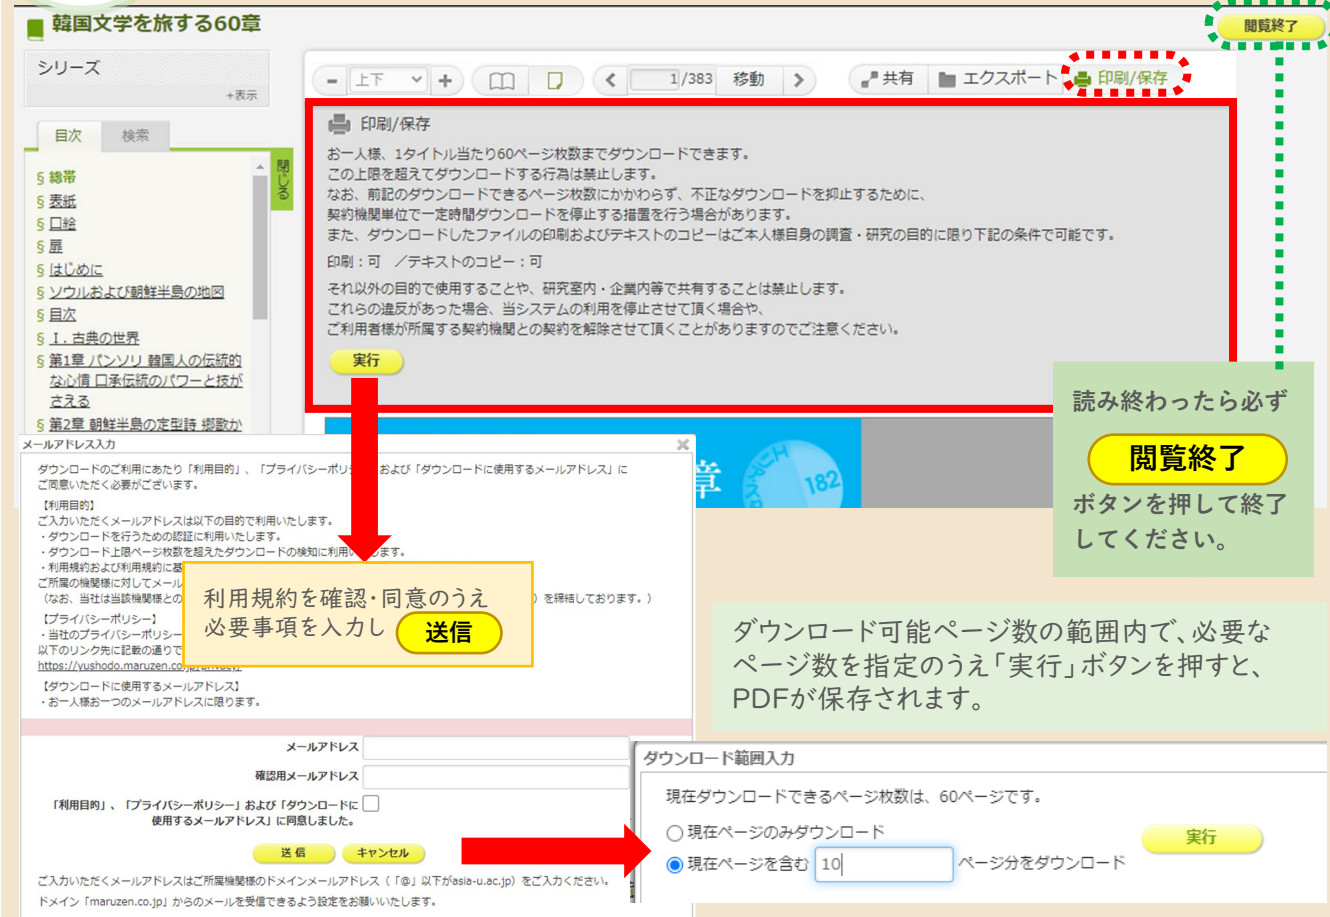 韓国文学を旅する60章
閲覧終了
シリーズ
+表示
目次
検索
閉じる
§ 総帯
§ 表紙
§ 口絵
§ 扉
§ はじめに
§ ソウルおよび朝鮮半島の地図
§ 目次
§ Ⅰ. 古典の世界
§ 第1章 パンソリ 韓国人の伝統的
な心情 口承伝統のパワーと技が
さえる
§ 第2章 朝鮮半島の定型詩 郷歌か
- 上下 +
1/383 移動
共有
エクスポート
印刷/保存
印刷/保存
お一人様、1タイトル当たり60ページ枚数までダウンロードできます。
この上限を超えてダウンロードする行為は禁止します。
なお、前記のダウンロードできるページ枚数にかかわらず、不正なダウンロードを抑止するために、
契約機関単位で一定時間ダウンロードを停止する措置を行う場合があります。
また、ダウンロードしたファイルの印刷およびテキストのコピーはご本人様自身の調査・研究の目的に限り下記の条件で可能です。
印刷：可 ／テキストのコピー：可
それ以外の目的で使用することや、研究室内・企業内等で共有することは禁止します。
これらの違反があった場合、当システムの利用を停止させて頂く場合や、
ご利用者様が所属する契約機関との契約を解除させて頂くことがありますのでご注意ください。
実行
章
182
読み終わったら必ず
閲覧終了
ボタンを押して終了
してください。
メールアドレス入力
ダウンロードのご利用にあたり「利用目的」、「プライバシーポリシ および「ダウンロードに使用するメールアドレス」に
ご同意いただく必要がございます。
【利用目的】
ご入力いただくメールアドレスは以下の目的で利用いたします。
・ダウンロードを行うための認証に利用いたします。
・ダウンロード上限ページ枚数を超えたダウンロードの検知に利用い します。
・利用規約および利用規約に基
ご所属の機関様に対してメール
（なお、当社は当該機関様との ）を締結しております。）
【プライバシーポリシー】
・当社のプライバシーポリシー
以下のリンク先に記載の通りで
https://yushodo.maruzen.co.jp
【ダウンロードに使用するメールアドレス】
・お一人様お一つのメールアドレスに限ります。
利用規約を確認・同意のうえ
必要事項を入力し 送信
メールアドレス
確認用メールアドレス
「利用目的」、「プライバシーポリシー」および「ダウンロードに
使用するメールアドレス」に同意しました。
送信
キャンセル
ご入力いただくメールアドレスはご所属機関様のドメインメールアドレス（「@」以下がasia-u.ac.jp）をご入力ください。
ドメイン「maruzen.co.jp」からのメールを受信できるよう設定をお願いいたします。
ダウンロード可能ページ数の範囲内で、必要な
ページ数を指定のうえ「実行」ボタンを押すと、
PDFが保存されます。
ダウンロード範囲入力
現在ダウンロードできるページ枚数は、60ページです。
現在ページのみダウンロード
現在ページを含む 10 ページ分をダウンロード
実行